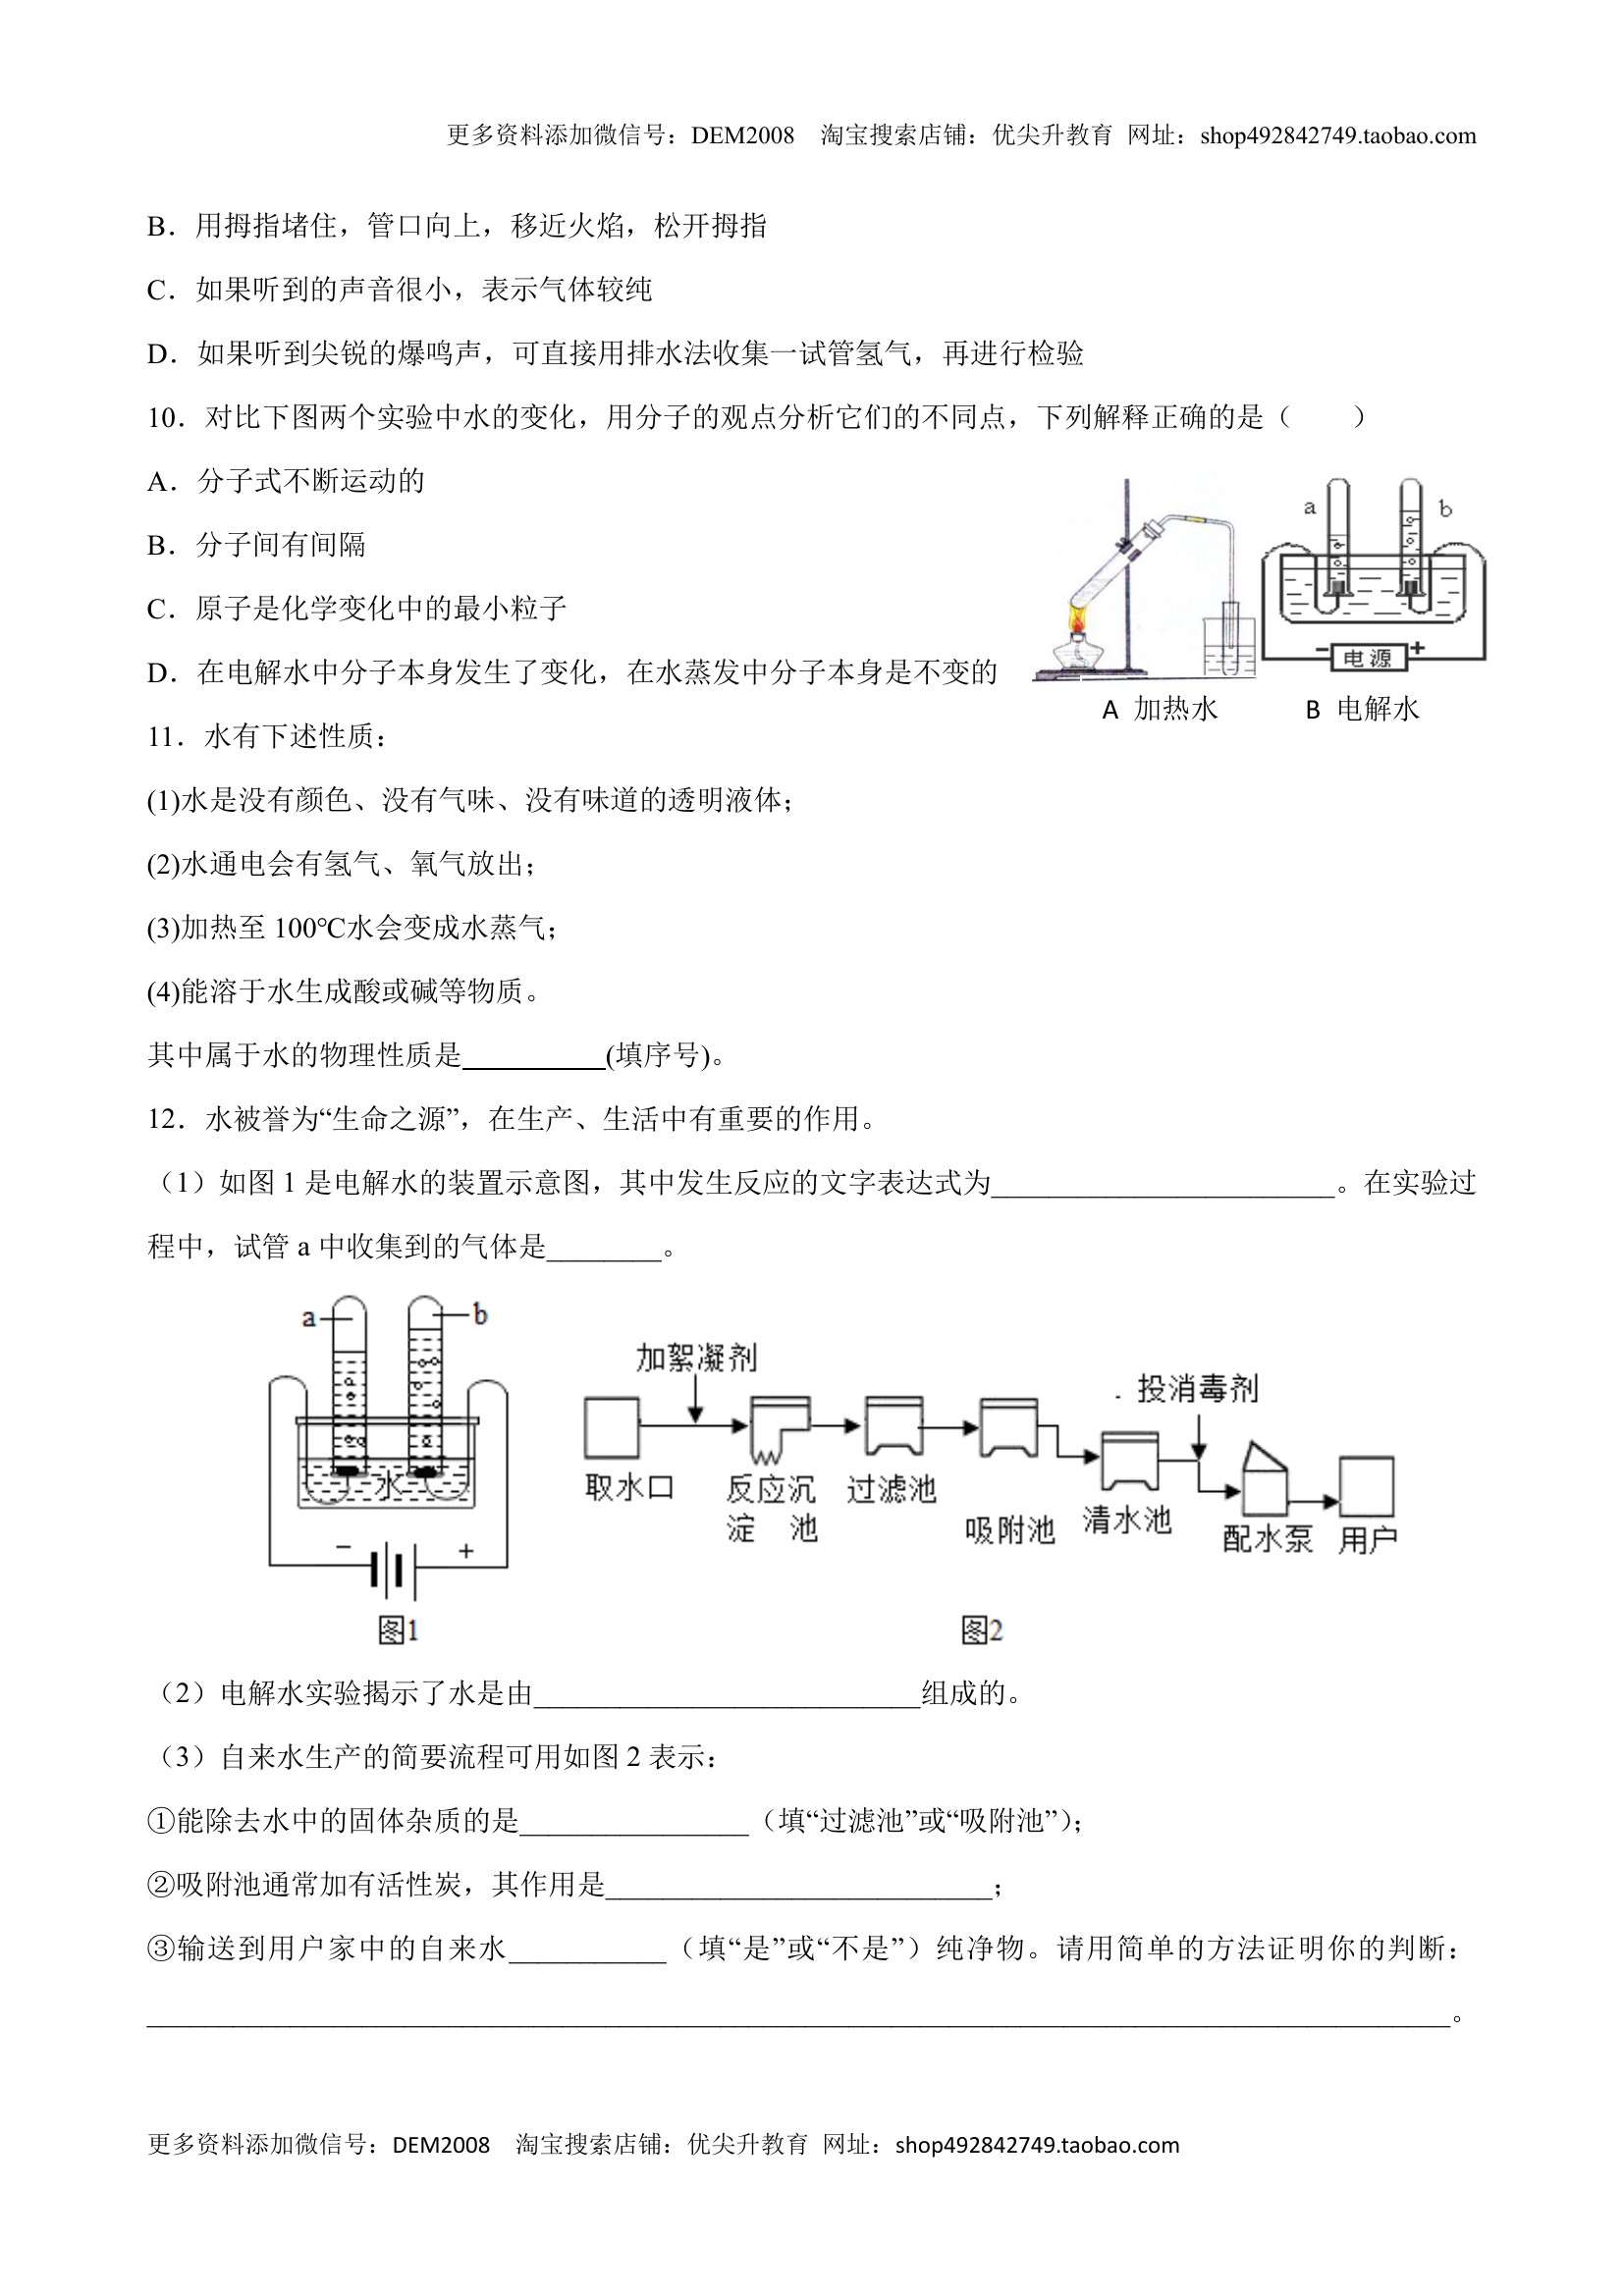 更多资料添加微信号：DEM2008 淘宝搜索店铺：优尖升教育 网址：shop492842749.taobao.com
B．用拇指堵住，管口向上，移近火焰，松开拇指
C．如果听到的声音很小，表示气体较纯
D．如果听到尖锐的爆鸣声，可直接用排水法收集一试管氢气，再进行检验
10．对比下图两个实验中水的变化，用分子的观点分析它们的不同点，下列解释正确的是（  ）
A．分子式不断运动的
B．分子间有间隔
C．原子是化学变化中的最小粒子
D．在电解水中分子本身发生了变化，在水蒸发中分子本身是不变的
a b
− 电源 +
A 加热水 B 电解水
11．水有下述性质：
(1)水是没有颜色、没有气味、没有味道的透明液体；
(2)水通电会有氢气、氧气放出；
(3)加热至 100℃水会变成水蒸气；
(4)能溶于水生成酸或碱等物质。
其中属于水的物理性质是__________(填序号)。
12．水被誉为“生命之源”，在生产、生活中有重要的作用。
（1）如图 1 是电解水的装置示意图，其中发生反应的文字表达式为________________________。在实验过
程中，试管 a 中收集到的气体是________。
a b
水
− +
图1
加絮凝剂
投消毒剂
取水口
反应沉
淀 池
过滤池
吸附池
清水池
配水泵
用户
图2
（2）电解水实验揭示了水是由___________________________组成的。
（3）自来水生产的简要流程可用如图 2 表示：
①能除去水中的固体杂质的是________________（填“过滤池”或“吸附池”）；
②吸附池通常加有活性炭，其作用是___________________________；
③输送到用户家中的自来水___________（填“是”或“不是”）纯净物。请用简单的方法证明你的判断：
___________________________________________________________________________________________。
更多资料添加微信号：DEM2008 淘宝搜索店铺：优尖升教育 网址：shop492842749.taobao.com